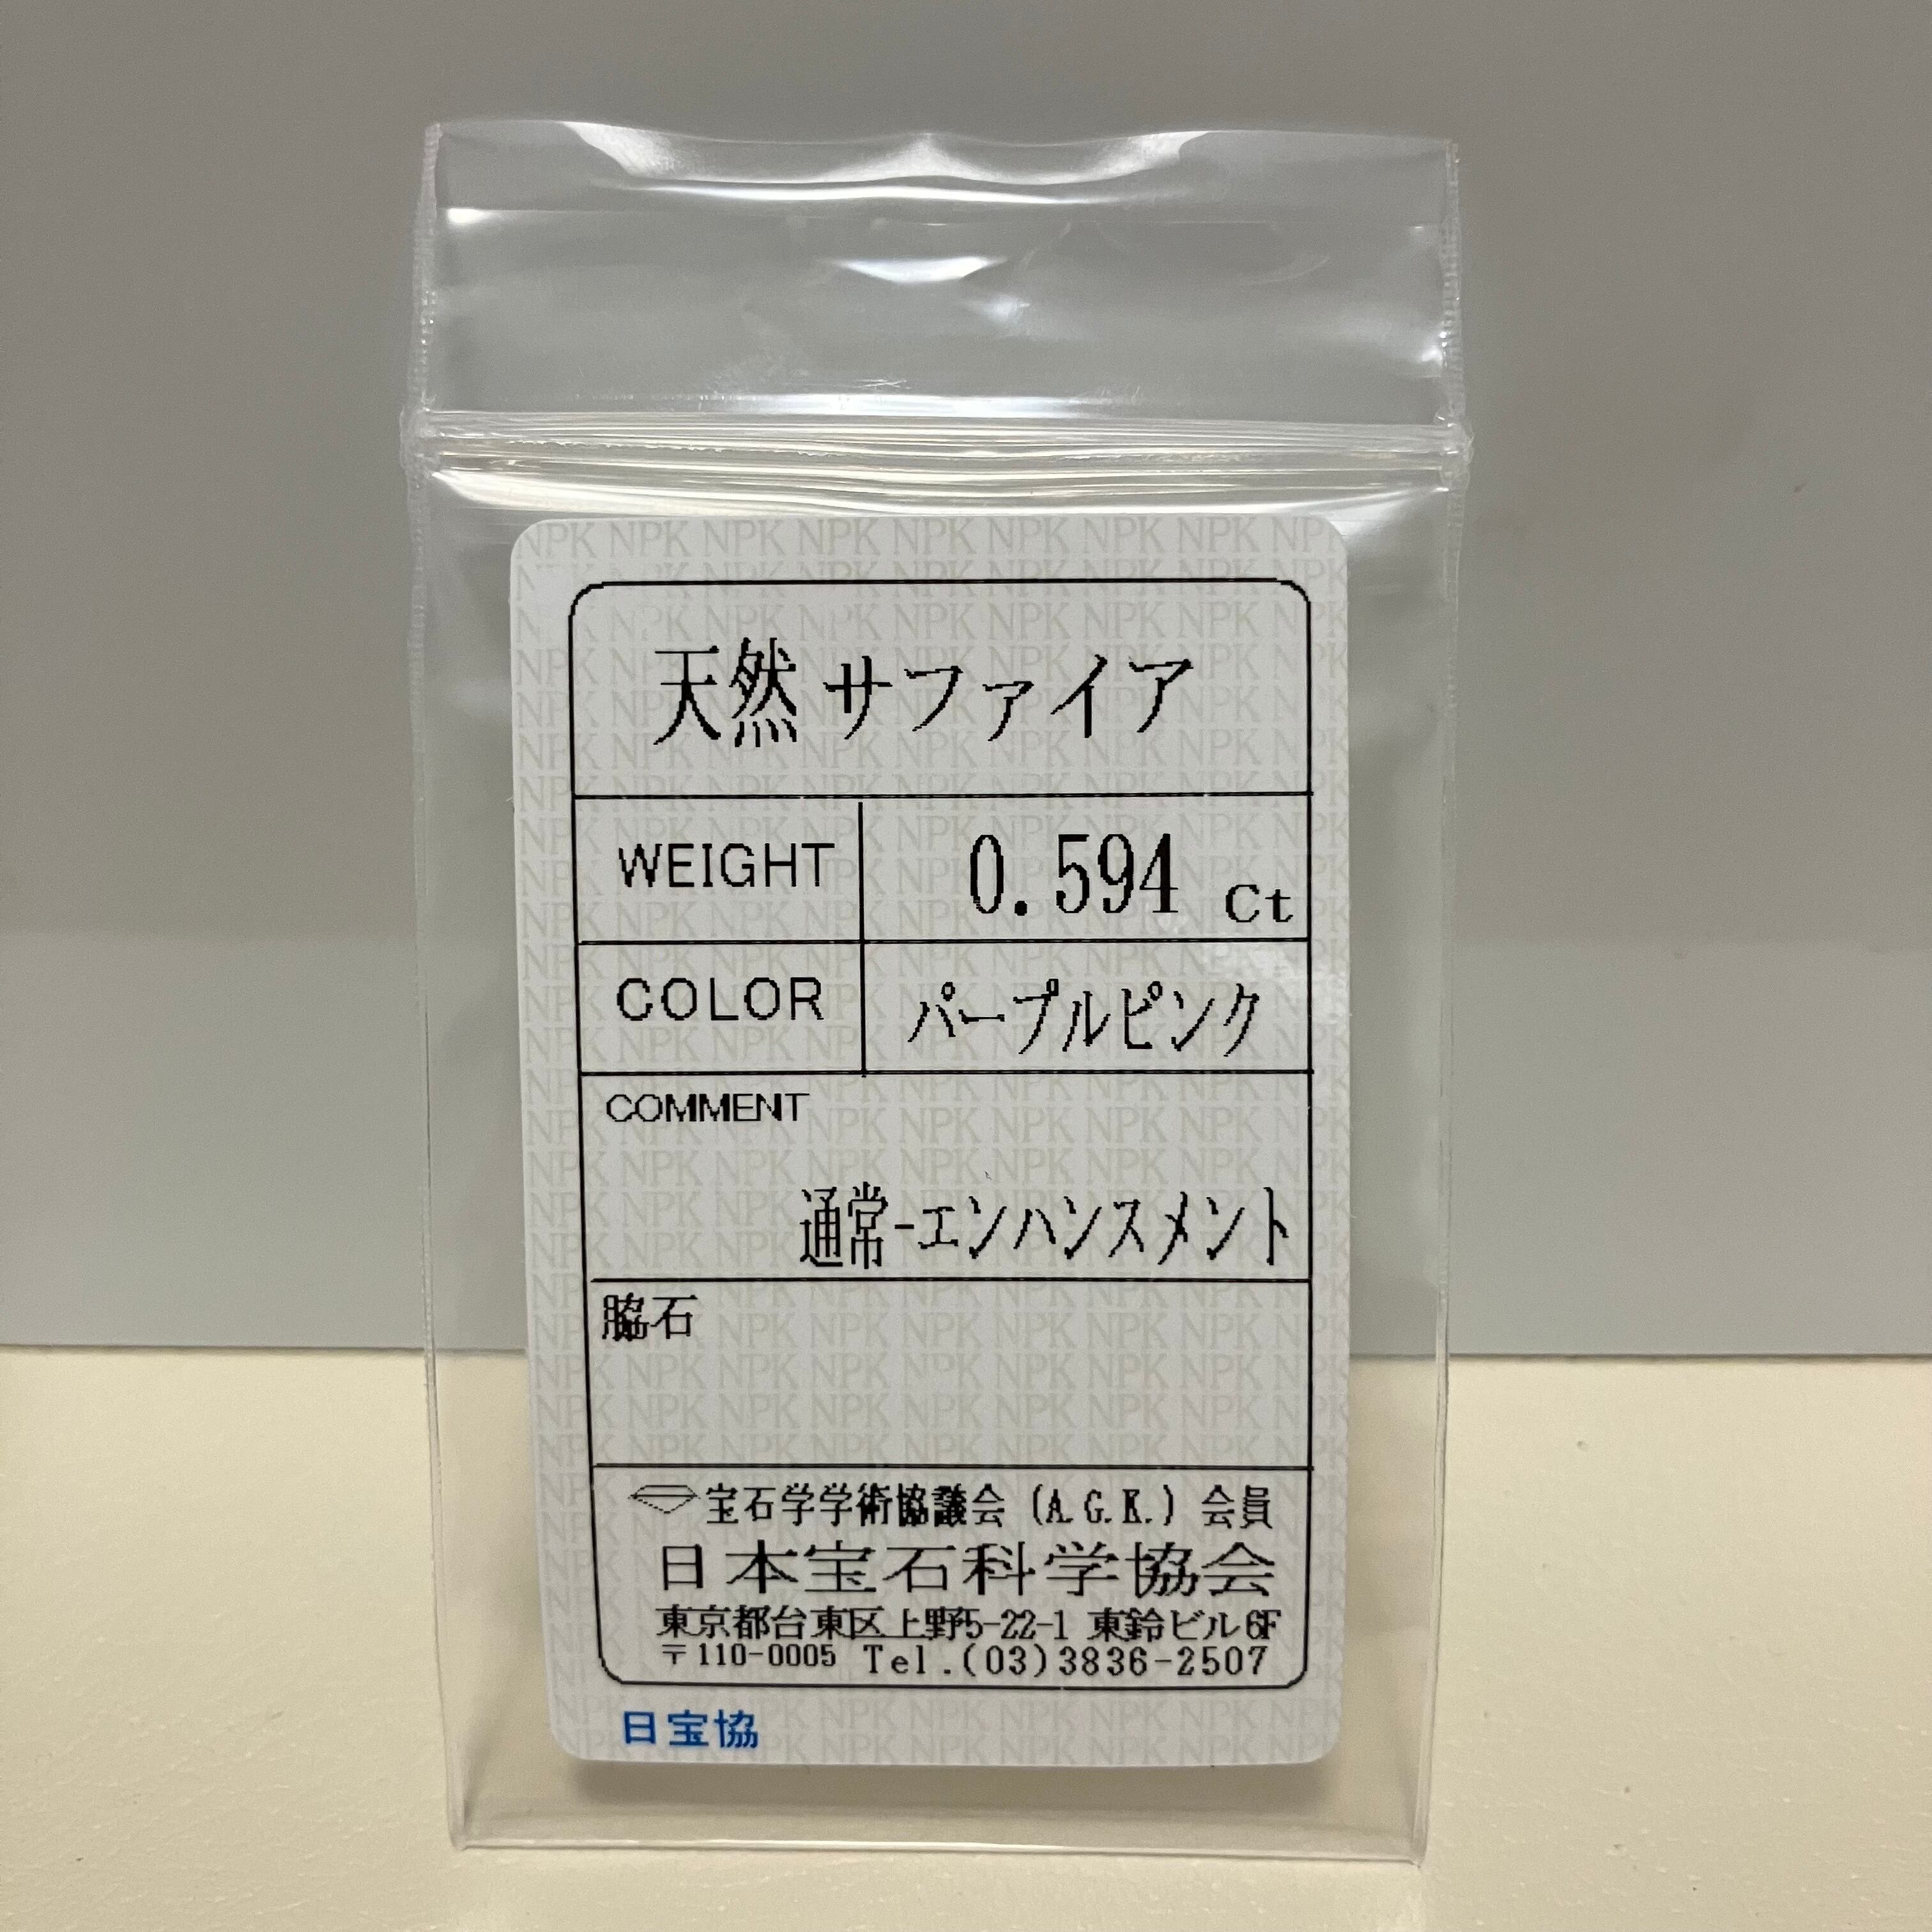 天然 サファイア
WEIGHT 0.594 Ct
COLOR パープルピンク
COMMENT
通常-エンハンスメント
脇石
宝石学学術協議会 (A.G.K.) 会員
日本宝石科学協会
東京都台東区上野5-22-1 東鈴ビル6F
〒110-0005 Tel.(03)3836-2507
日宝協